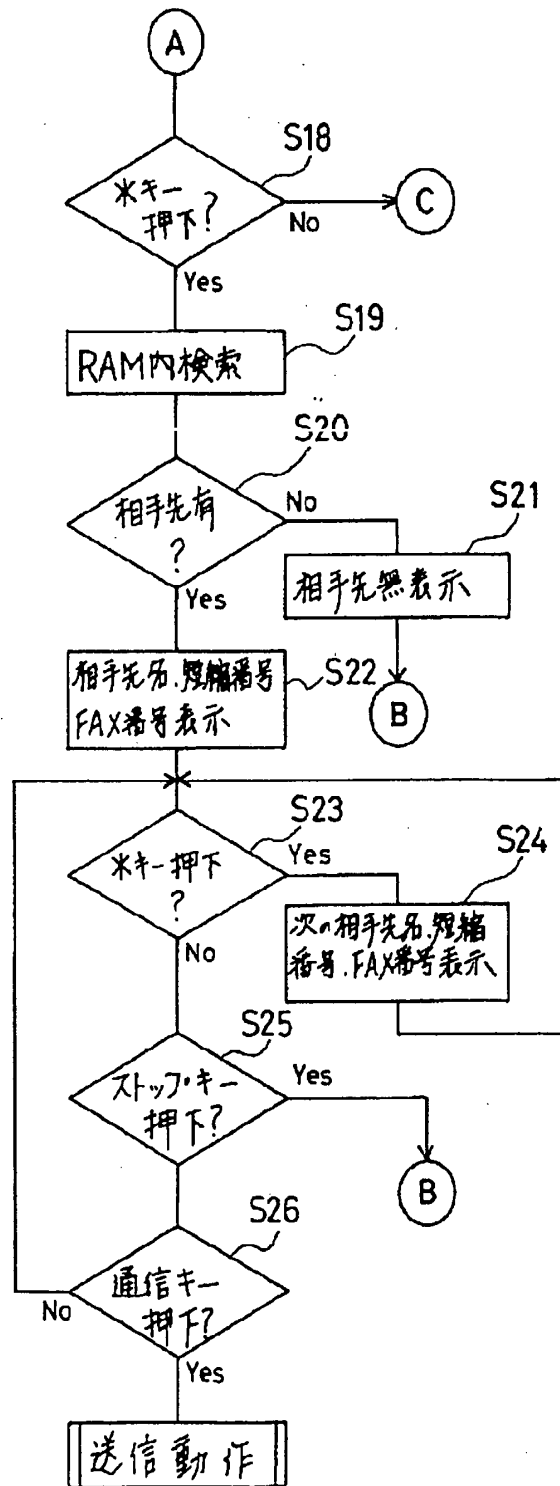 A
S18
*キー
押下?
No
C
Yes
S19
RAM内検索
S20
相手先有
?
No
S21
相手先無表示
Yes
B
S22
相手先名、短縮番号
FAX番号表示
S23
*キー押下
?
Yes
S24
次の相手先名、短縮
番号、FAX番号表示
No
S25
ストップ・キー
押下?
Yes
B
S26
通信キー
押下?
No
Yes
送信動作